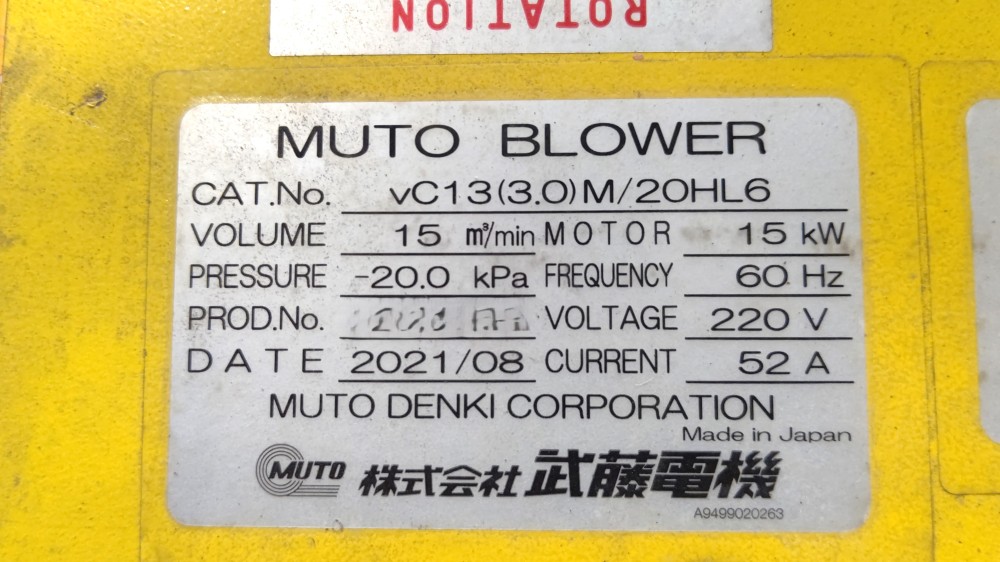 ROTATION
MUTO BLOWER
CAT.No. vC13(3.0)M/20HL6
VOLUME 15 m³/min MOTOR 15 kW
PRESSURE -20.0 kPa FREQUENCY 60 Hz
PROD.No. VOLTAGE 220 V
DATE 2021/08 CURRENT 52 A
MUTO DENKI CORPORATION
Made in Japan
MUTO 株式会社 武藤電機
A9499020263